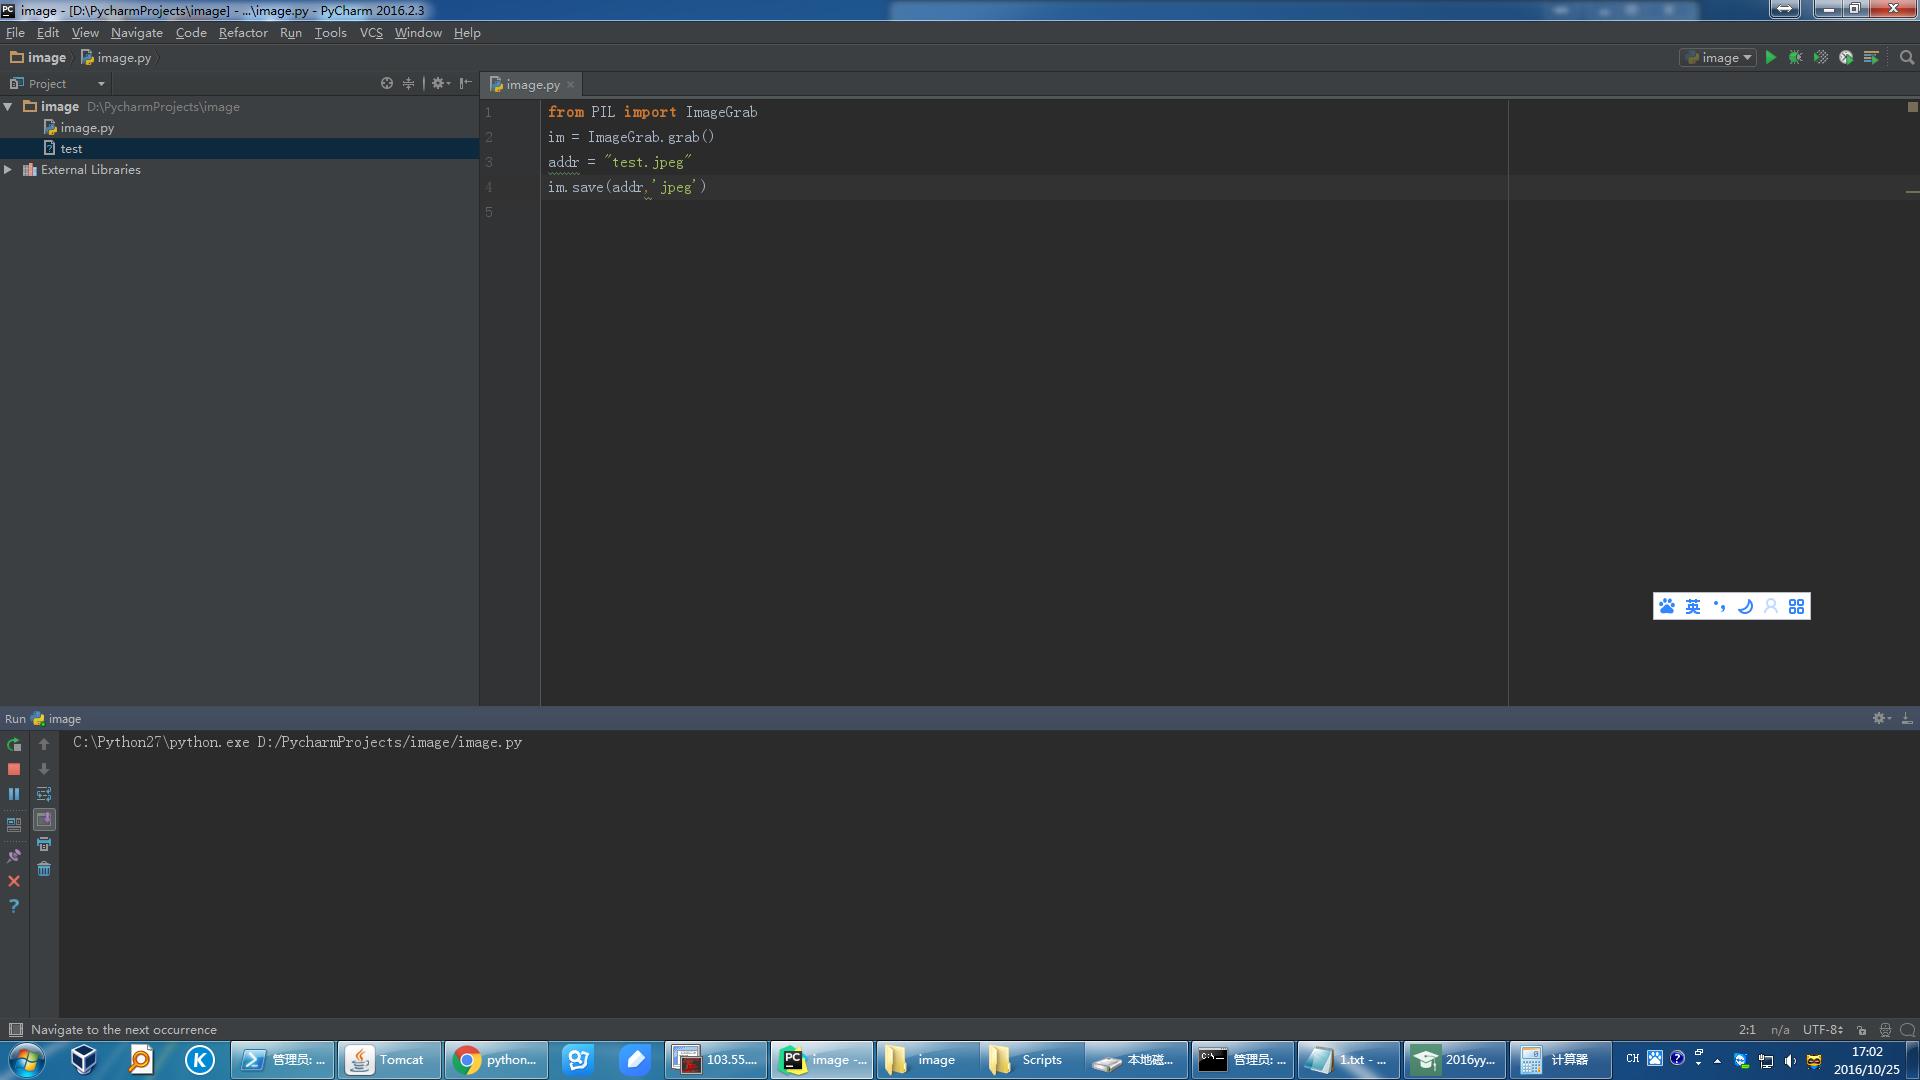 image - [D:\PycharmProjects\image] - ...\image.py - PyCharm 2016.2.3
File Edit View Navigate Code Refactor Run Tools VCS Window Help
image image.py
image
Project
image.py
image D:\PycharmProjects\image
image.py
test
External Libraries
1 from PIL import ImageGrab
2 im = ImageGrab.grab()
3 addr = "test.jpeg"
4 im.save(addr,'jpeg')
5
英
Run image
C:\Python27\python.exe D:/PycharmProjects/image/image.py
Navigate to the next occurrence
2:1 n/a UTF-8
管理员: ...
Tomcat
python...
103.55....
image -...
image
Scripts
本地磁...
管理员: ...
1.txt - ...
2016yy...
计算器
CH
17:02
2016/10/25